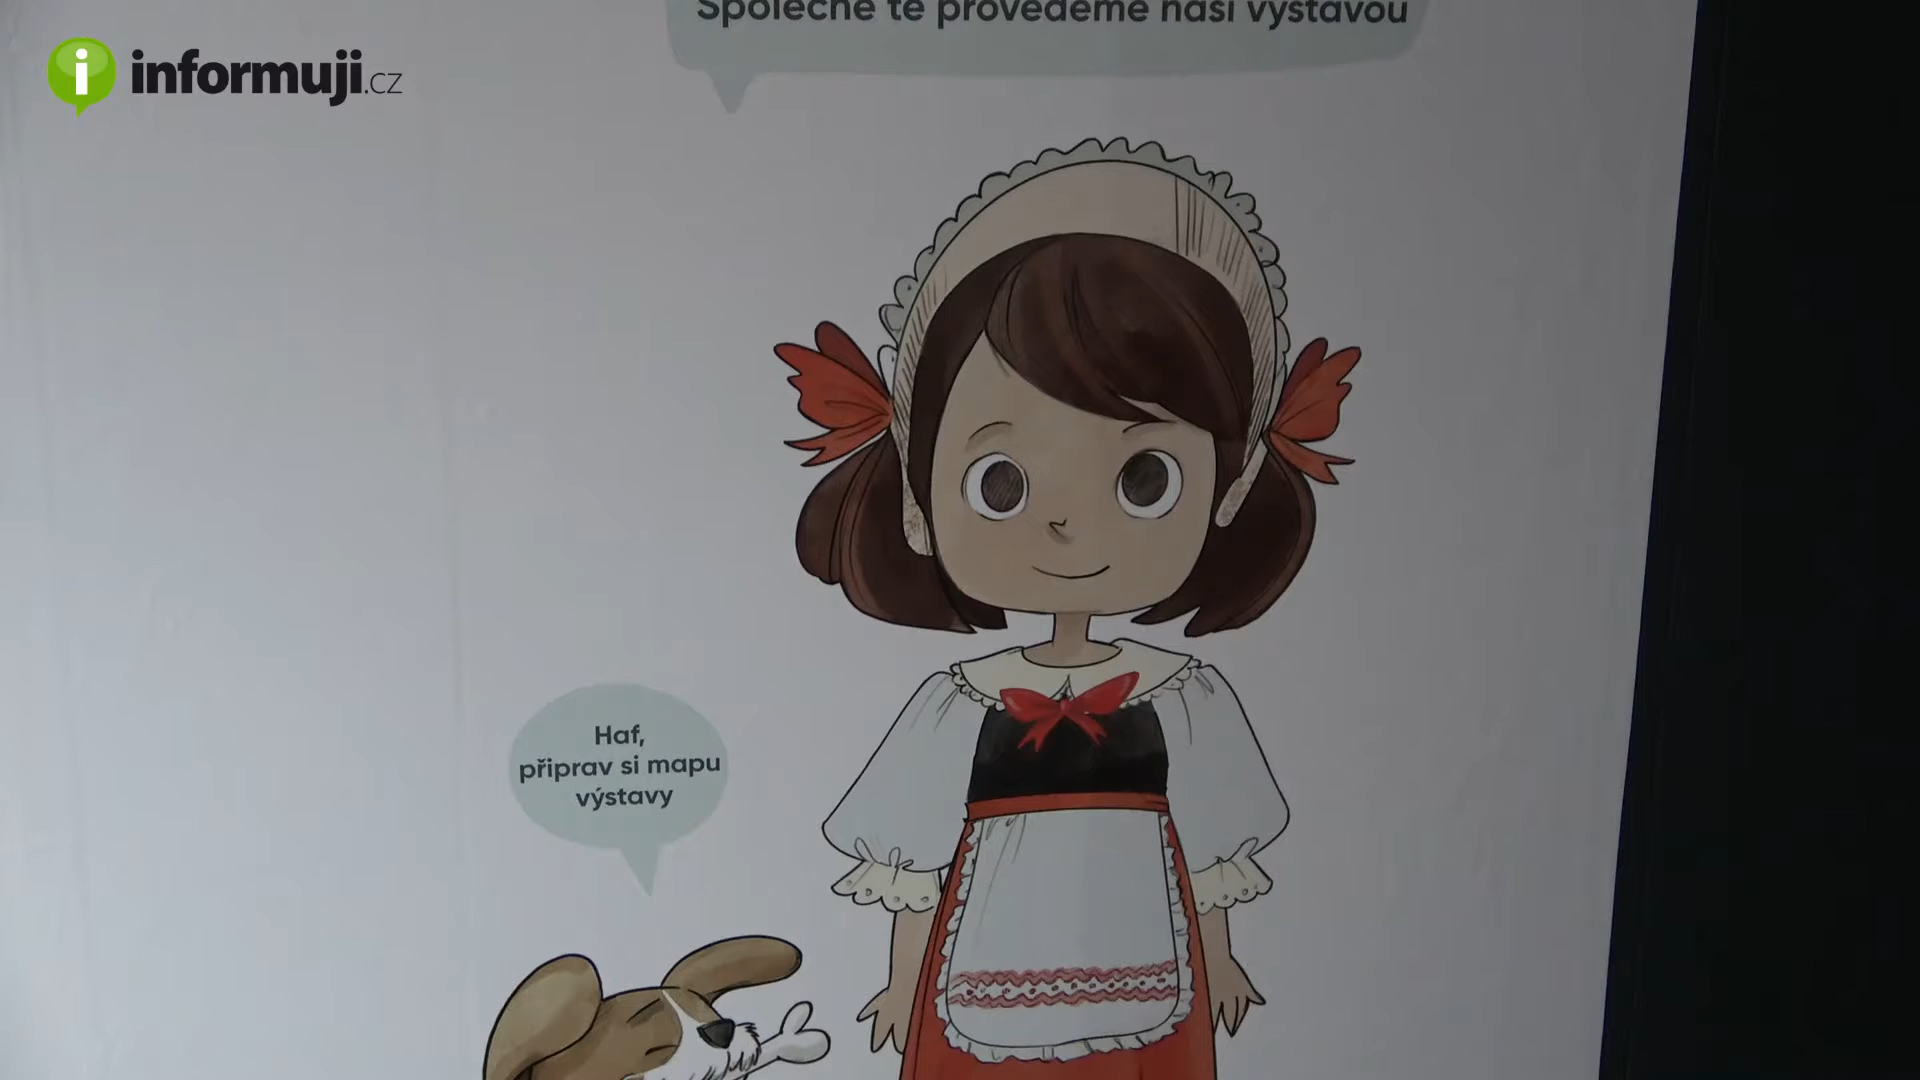 Společně tě provedeme naší výstavou
informuji.cz
Haf,
připrav si mapu
výstavy